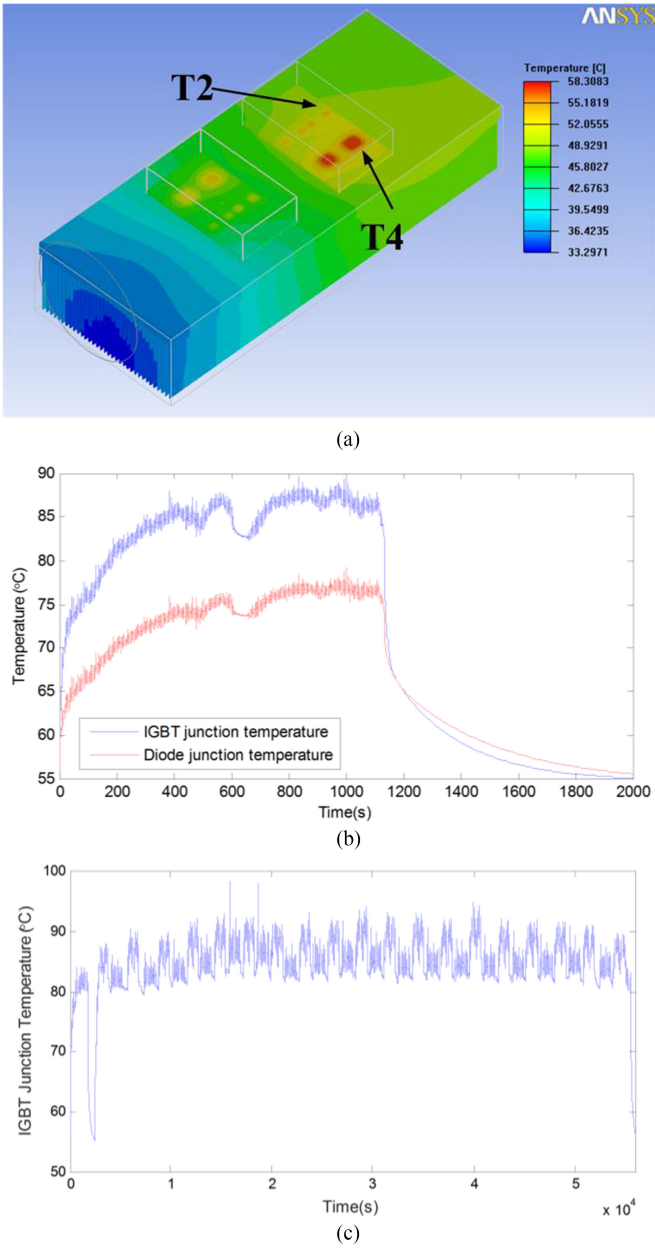 ANSYS
Temperature [C]
58.3083
55.1819
52.0555
48.9291
45.8027
42.6763
39.5499
36.4235
33.2971
T2
T4
(a)
90
85
80
75
70
65
60
55
Temperature (°C)
IGBT junction temperature
Diode junction temperature
0 200 400 600 800 1000 1200 1400 1600 1800 2000
Time(s)
(b)
100
90
80
70
60
50
IGBT Junction Temperature (°C)
0 1 2 3 4 5
x 10⁴
Time(s)
(c)